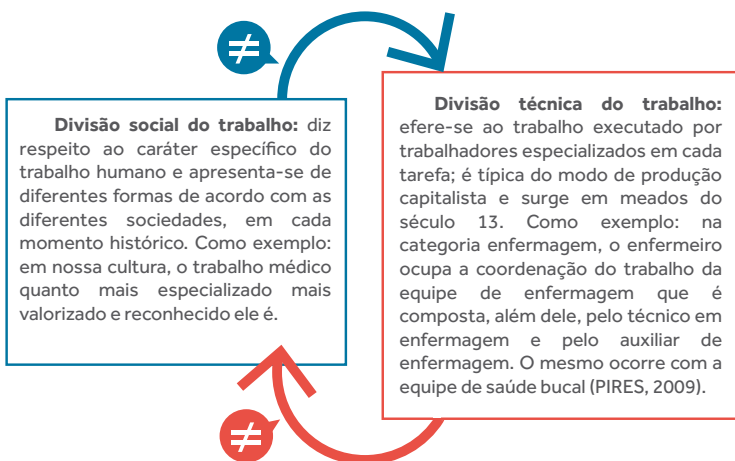 ≠
Divisão social do trabalho: diz
respeito ao caráter específico do
trabalho humano e apresenta-se de
diferentes formas de acordo com as
diferentes sociedades, em cada
momento histórico. Como exemplo:
em nossa cultura, o trabalho médico
quanto mais especializado mais
valorizado e reconhecido ele é.
Divisão técnica do trabalho:
efere-se ao trabalho executado por
trabalhadores especializados em cada
tarefa; é típica do modo de produção
capitalista e surge em meados do
século 13. Como exemplo: na
categoria enfermagem, o enfermeiro
ocupa a coordenação do trabalho da
equipe de enfermagem que é
composta, além dele, pelo técnico em
enfermagem e pelo auxiliar de
enfermagem. O mesmo ocorre com a
equipe de saúde bucal (PIRES, 2009).
≠